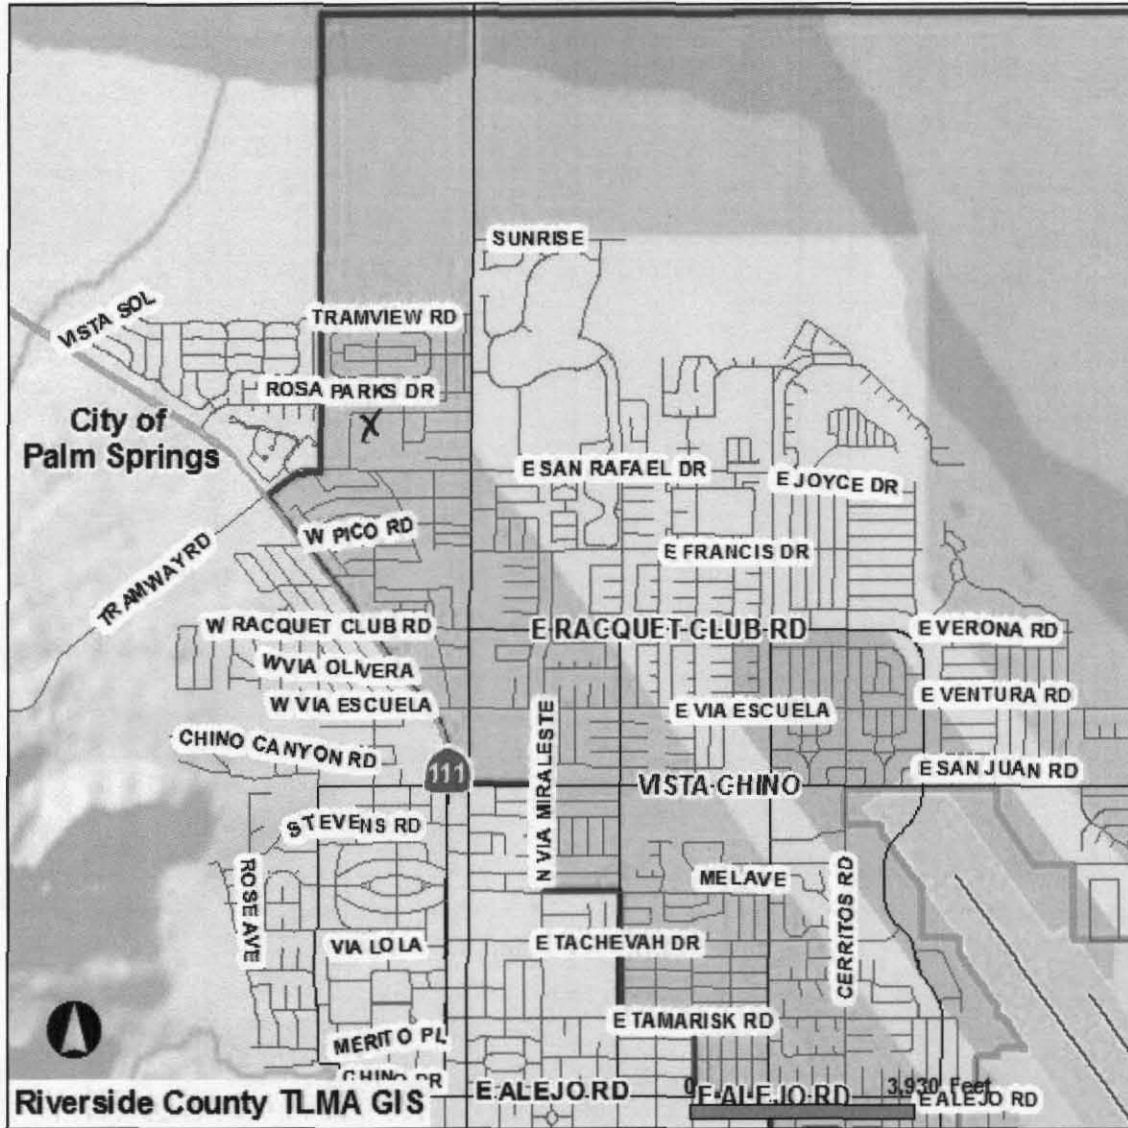 SUNRISE
VISTA SOL
TRAMVIEW RD
ROSA PARKS DR
City of
Palm Springs
X
E SAN RAFAEL DR
E JOYCE DR
W PICO RD
E FRANCIS DR
TRAMWAY RD
W RACQUET CLUB RD
E RACQUET CLUB RD
E VERONA RD
W VIA OLIVERA
W VIA ESCUELA
E VIA ESCUELA
E VENTURA RD
N VIA MIRALESTE
CHINO CANYON RD
111
VISTA CHINO
E SAN JUAN RD
STEVENS RD
ROSE AVE
MEL AVE
CERRITOS RD
VIA LOLA
E TACHEVAH DR
E TAMARISK RD
MERITO PL
CHINO DR
E ALEJO RD
0 3,930 Feet
E ALEJO RD
E ALEJO RD
Riverside County TLMA GIS